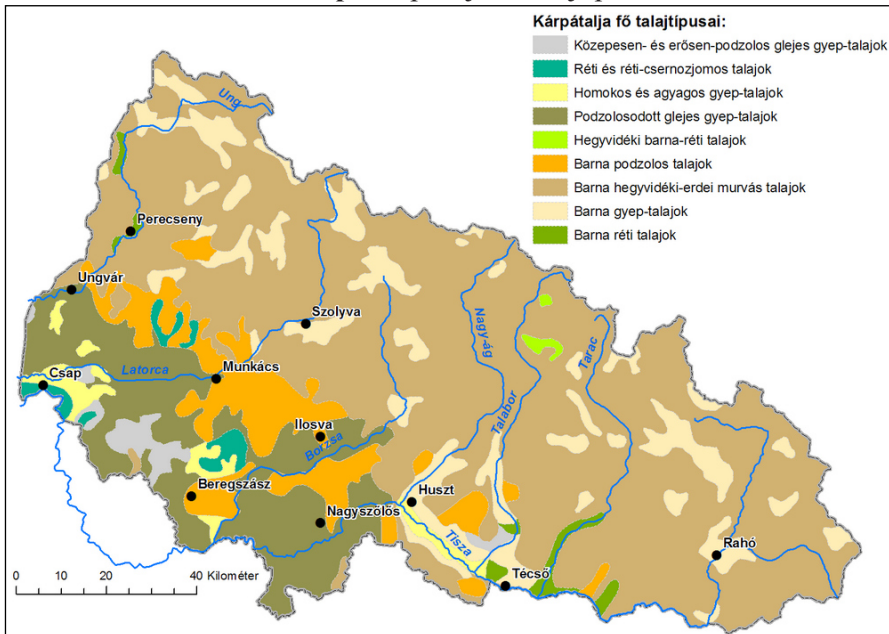 Kárpátalja fő talajtípusai:
Közepesen- és erősen-podzolos glejes gyep-talajok
Réti és réti-csernozjomos talajok
Homokos és agyagos gyep-talajok
Podzolosodott glejes gyep-talajok
Hegyvidéki barna-réti talajok
Barna podzolos talajok
Barna hegyvidéki-erdei murvás talajok
Barna gyep-talajok
Barna réti talajok
Ung
Perecseny
Ungvár
Szolyva
Nagy-ág
Talabor
Tarac
Csap
Latorca
Munkács
Ilosva
Borzsa
Beregszász
Nagyszőlős
Huszt
Tisza
Técső
Rahó
0 10 20 40 Kilométer